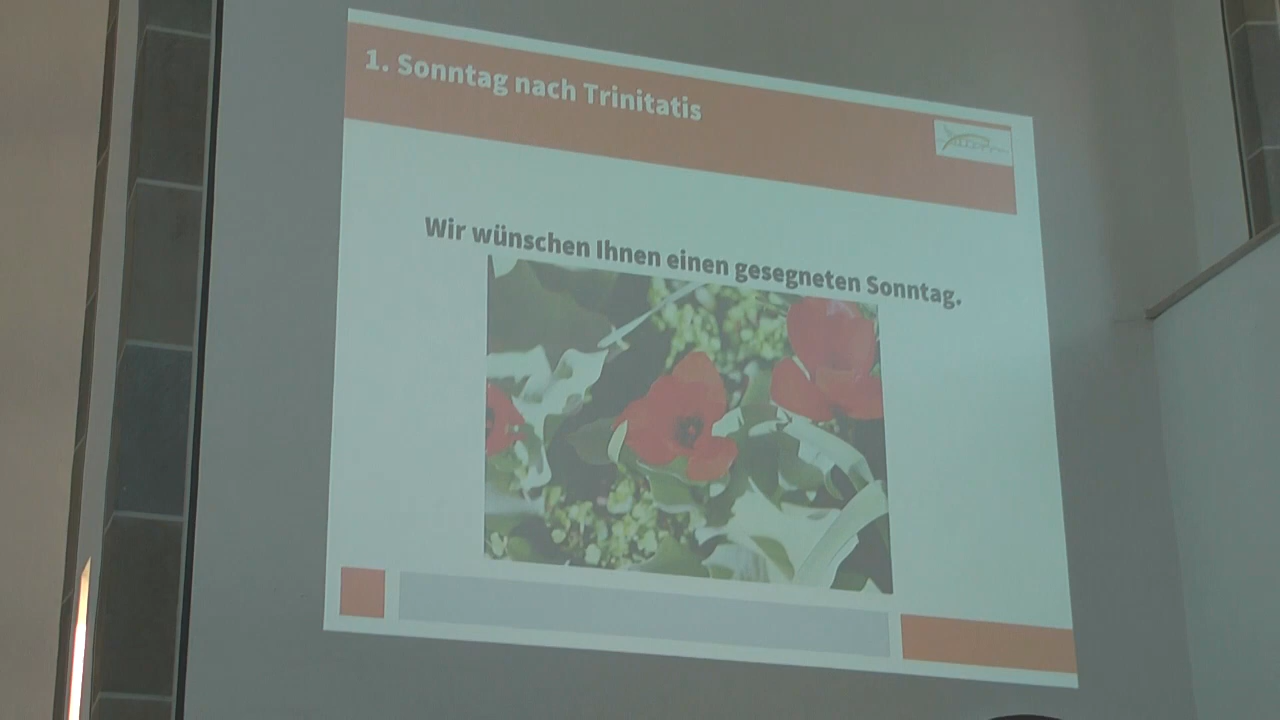 1. Sonntag nach Trinitatis
Wir wünschen Ihnen einen gesegneten Sonntag.